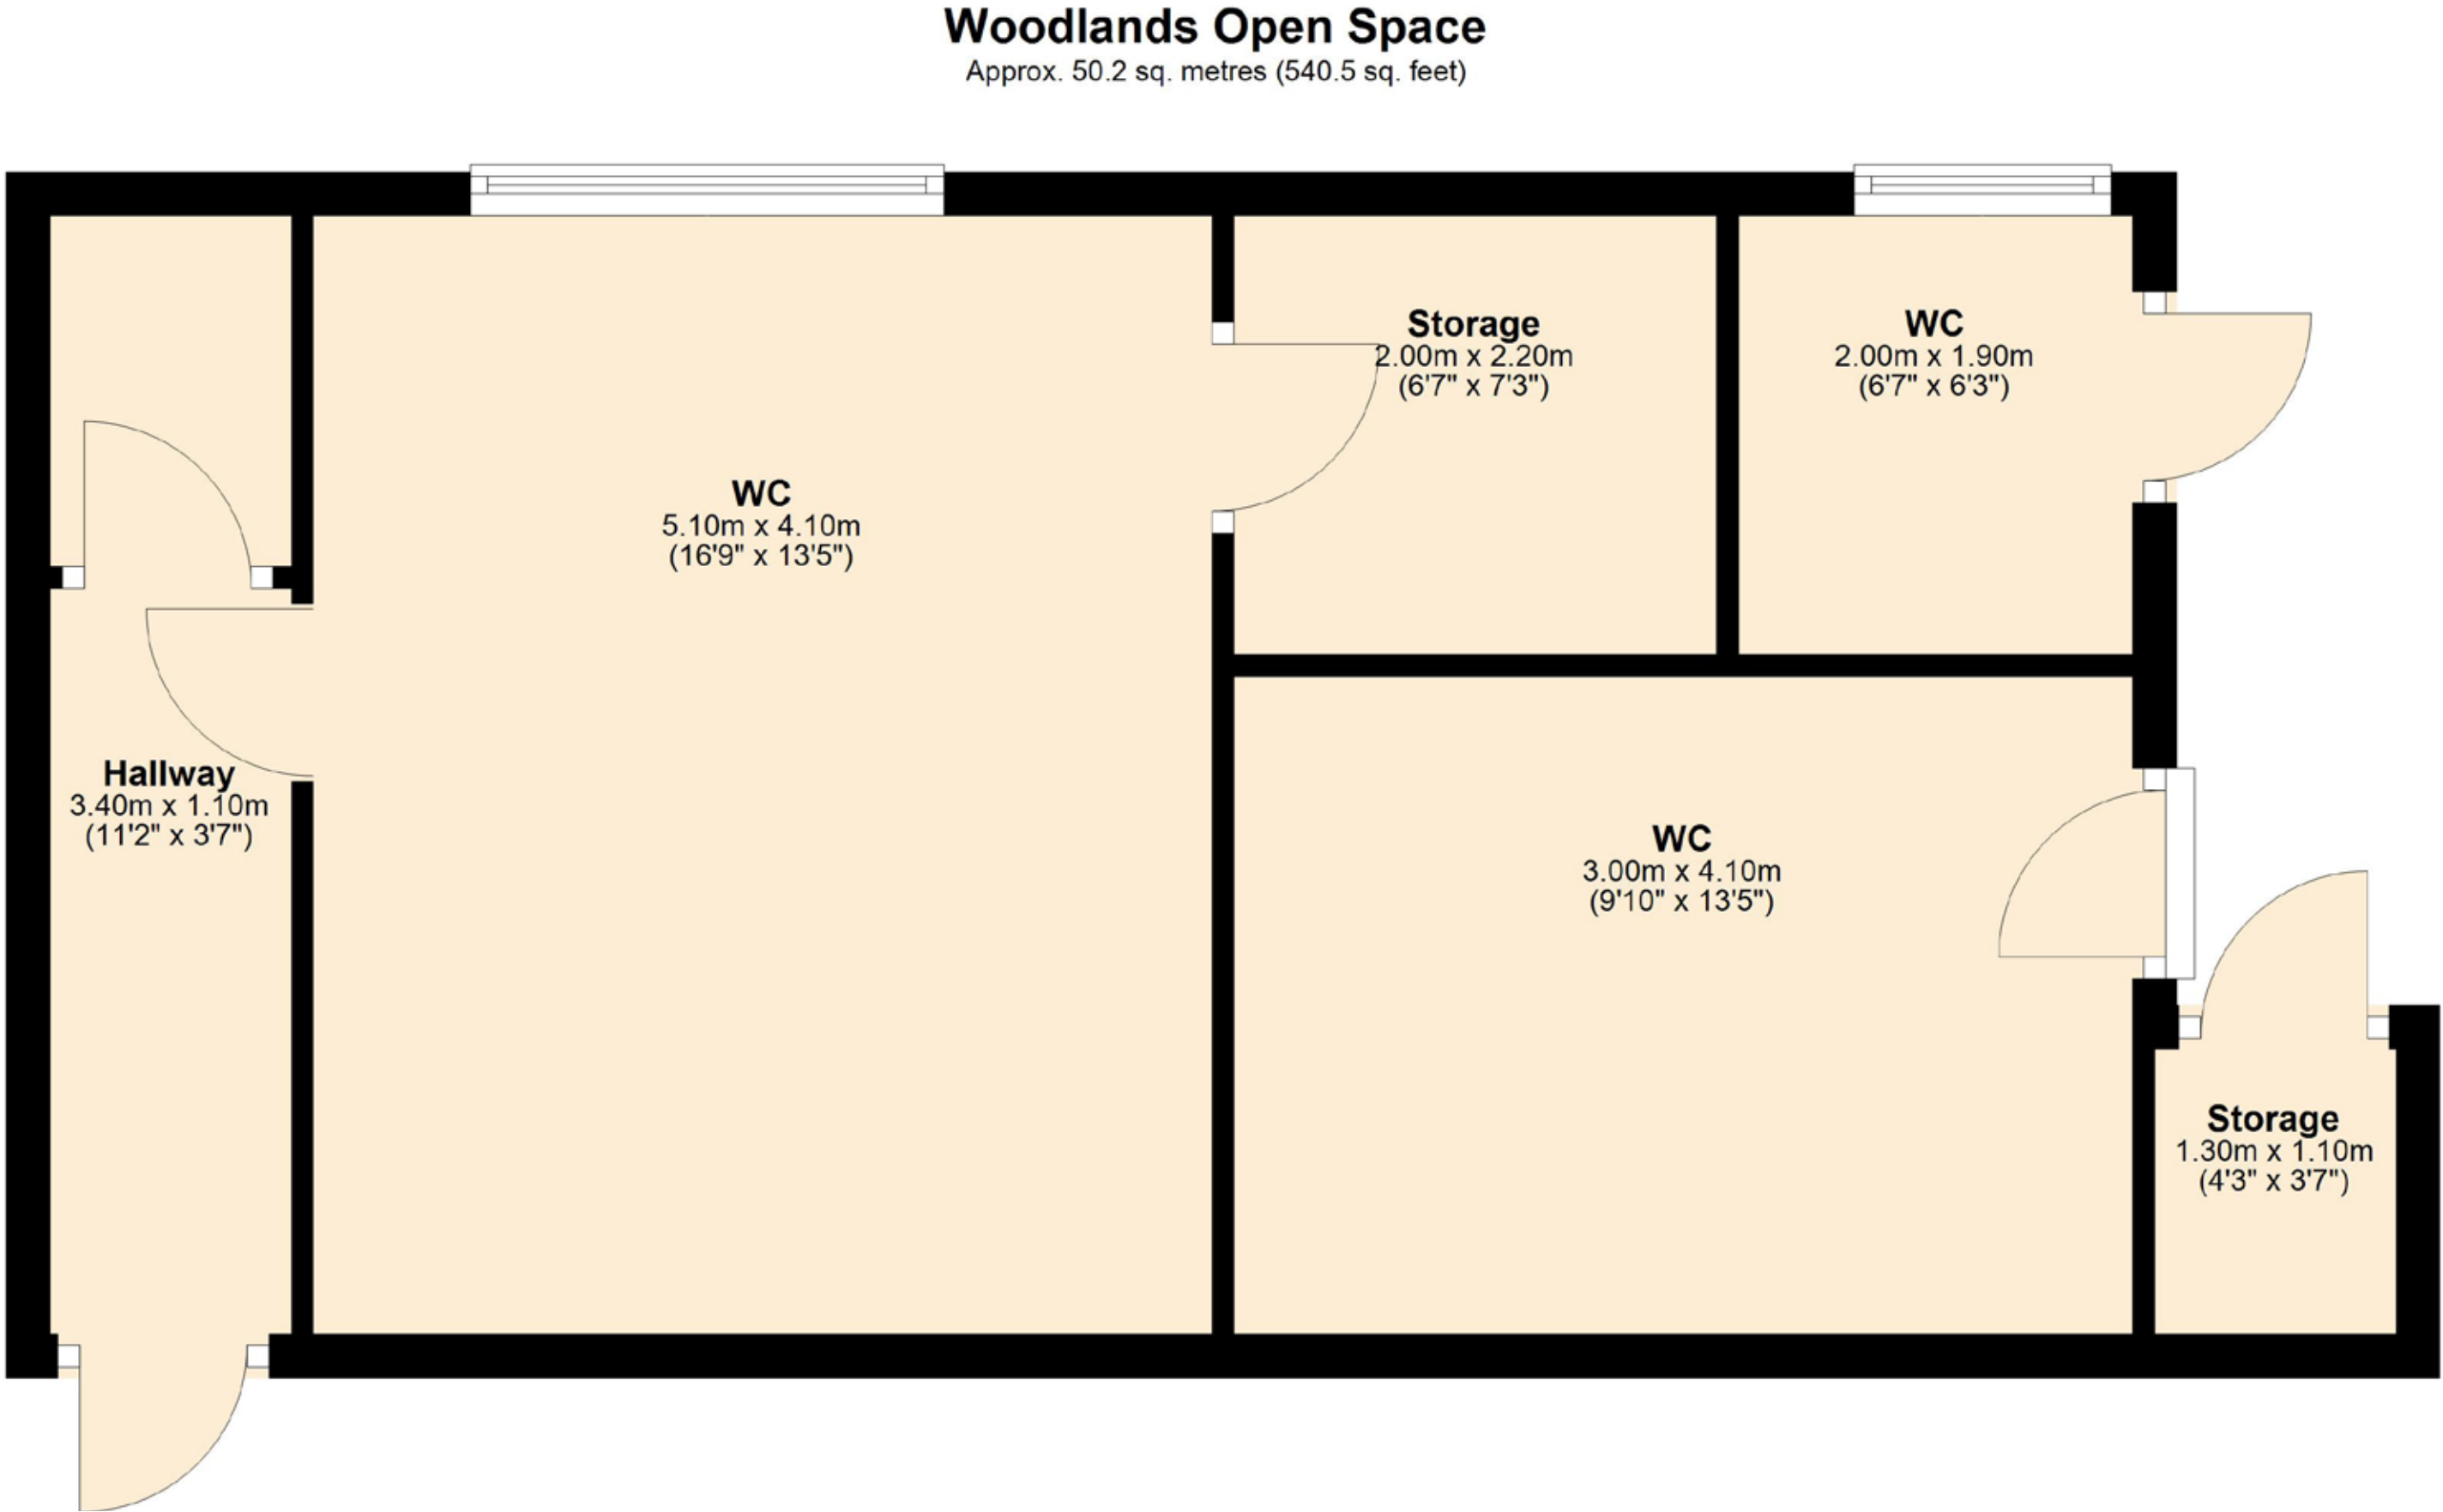 Woodlands Open Space
Approx. 50.2 sq. metres (540.5 sq. feet)
Storage
2.00m x 2.20m
(6'7" x 7'3")
WC
2.00m x 1.90m
(6'7" x 6'3")
WC
5.10m x 4.10m
(16'9" x 13'5")
Hallway
3.40m x 1.10m
(11'2" x 3'7")
WC
3.00m x 4.10m
(9'10" x 13'5")
Storage
1.30m x 1.10m
(4'3" x 3'7")